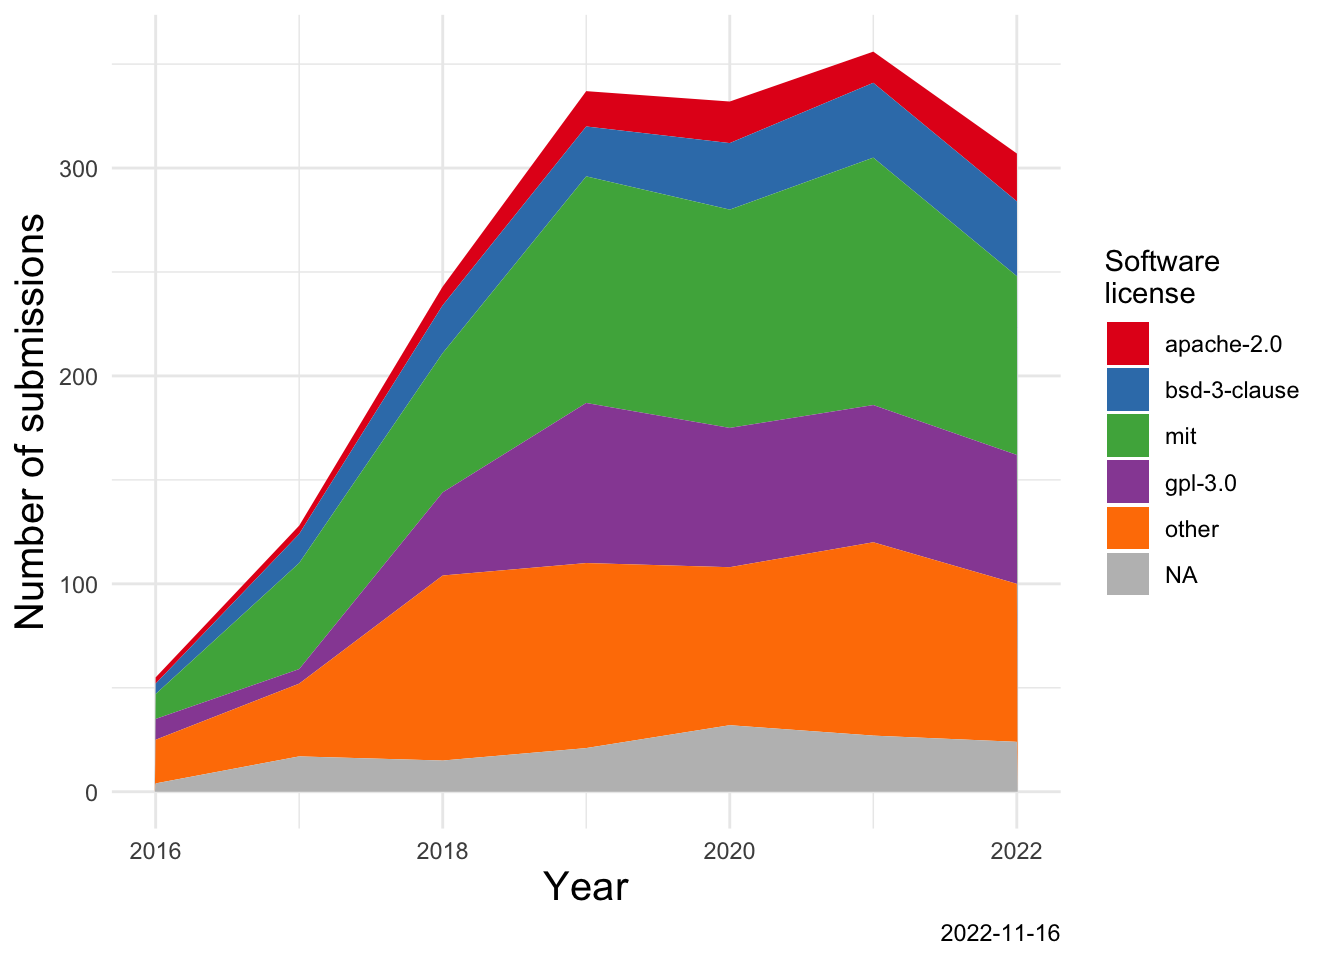 Number of submissions
300
200
100
0
2016
2018
2020
2022
Year
2022-11-16
Software
license
apache-2.0
bsd-3-clause
mit
gpl-3.0
other
NA